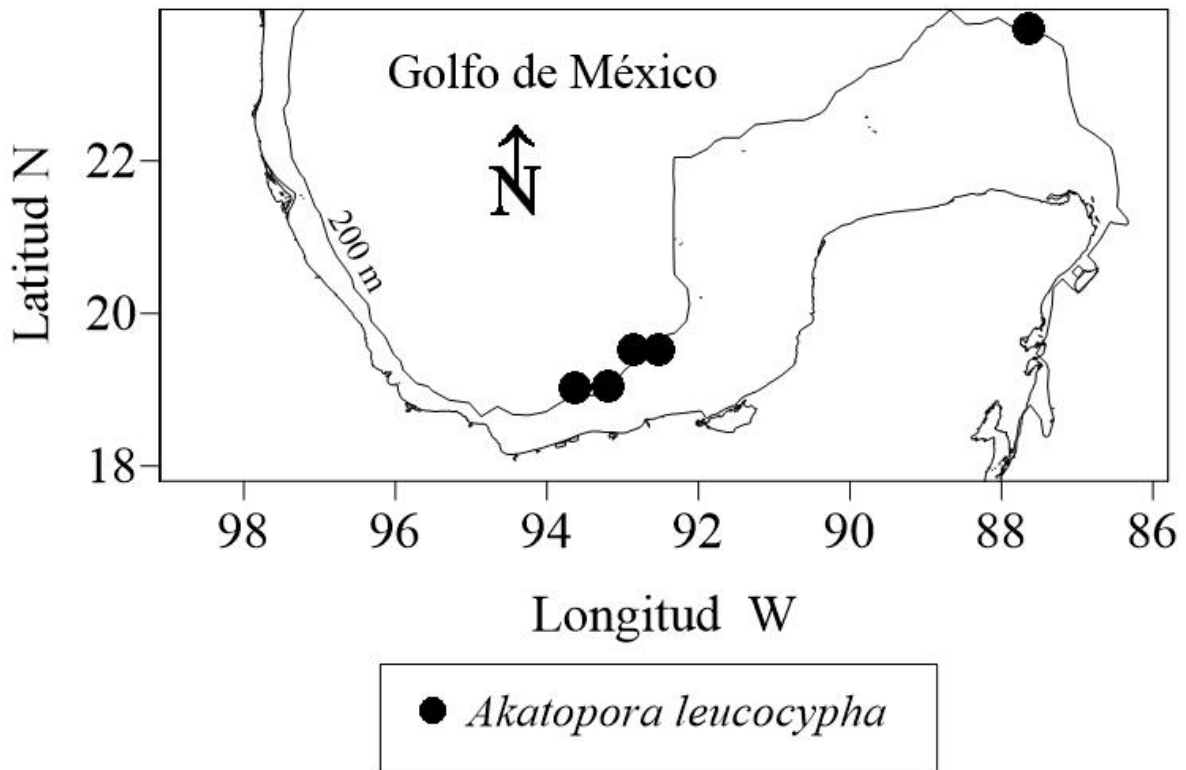 Golfo de México
N
200 m
Latitud N
22
20
18
98 96 94 92 90 88 86
Longitud W
Akatopora leucocypha